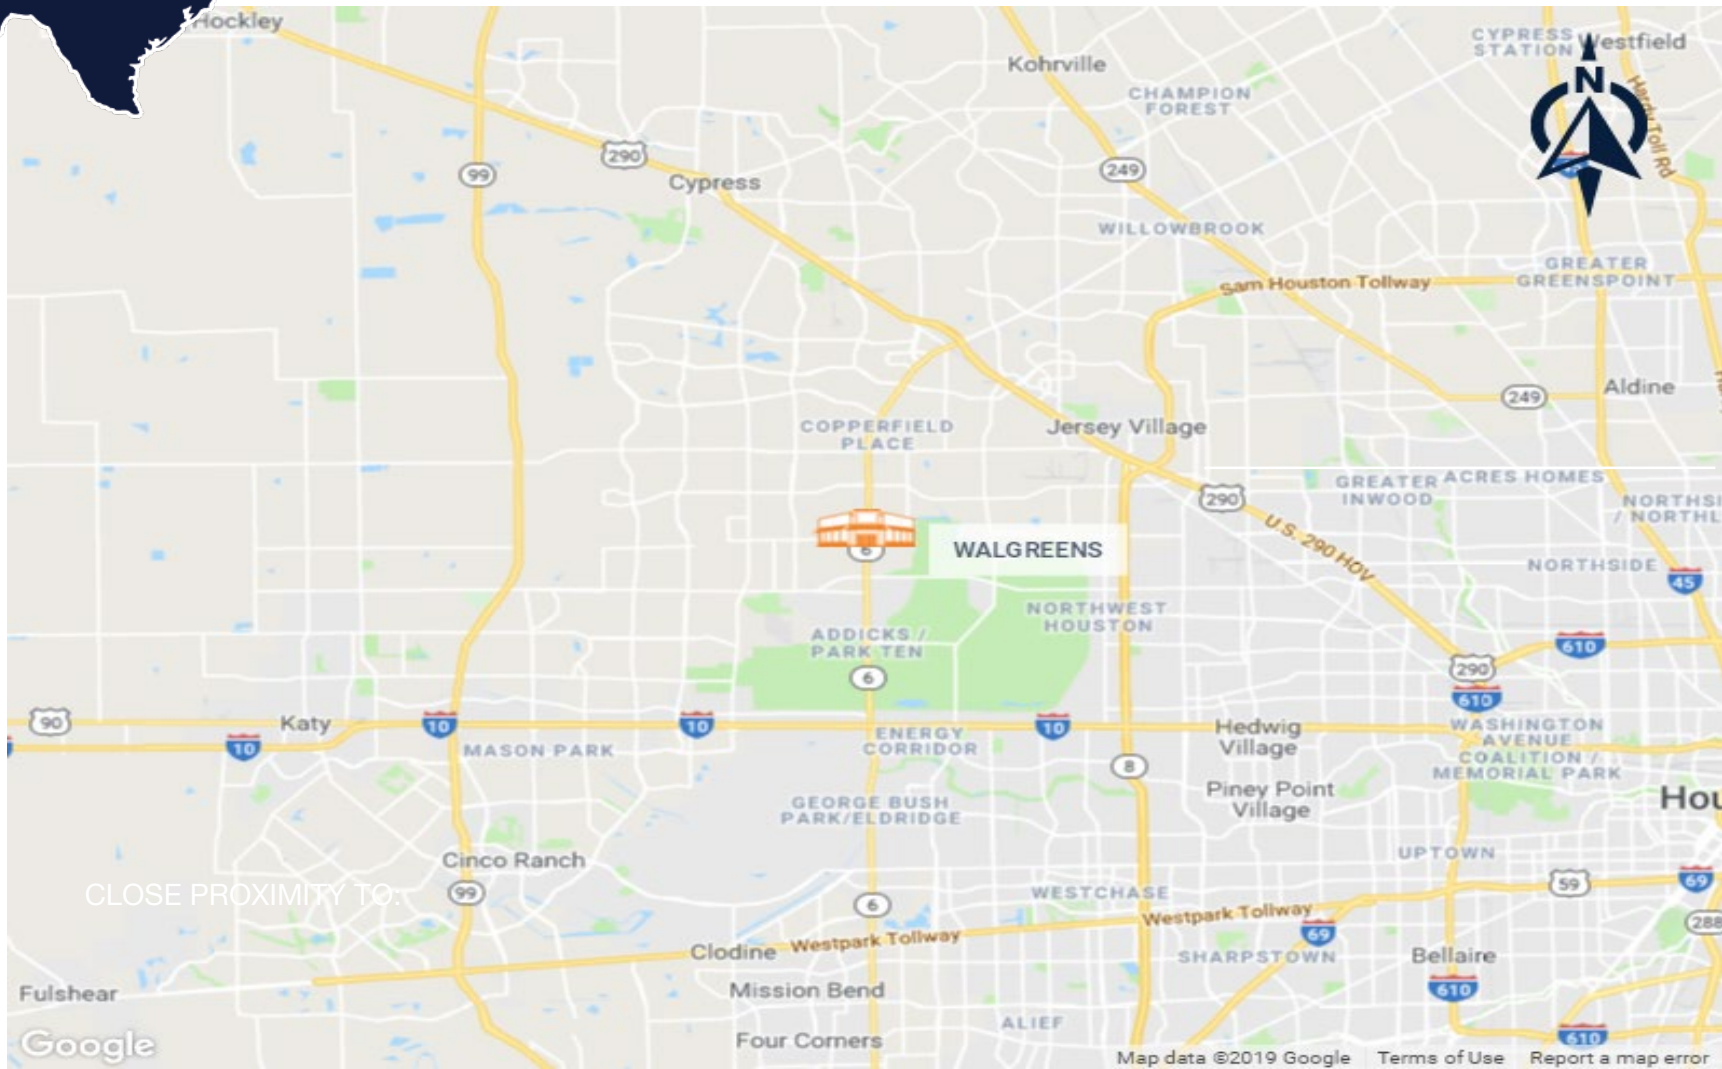 Hockley
CYPRESS
STATION
Westfield
Kohrville
N
CHAMPION
FOREST
Hardy Toll Rd
290
99
249
Cypress
WILLOWBROOK
GREATER
GREENSPOINT
Sam Houston Tollway
Aldine
249
COPPERFIELD
PLACE
Jersey Village
GREATER
INWOOD
ACRES HOMES
290
NORTHSI
/ NORTHL
U.S. 290 HOV
6
WALGREENS
NORTHSIDE
45
NORTHWEST
HOUSTON
ADDICKS /
PARK TEN
610
290
6
610
90
Katy
10
10
10
10
Hedwig
Village
WASHINGTON
AVENUE
COALITION /
MEMORIAL PARK
MASON PARK
ENERGY
CORRIDOR
8
Piney Point
Village
GEORGE BUSH
PARK/ELDRIDGE
Hou
UPTOWN
Cinco Ranch
CLOSE PROXIMITY TO:
99
59
69
WESTCHASE
6
Westpark Tollway
288
69
Westpark Tollway
Clodine
SHARPSTOWN
Bellaire
Fulshear
Mission Bend
610
ALIEF
Four Corners
610
Google
Map data ©2019 Google
Terms of Use
Report a map error